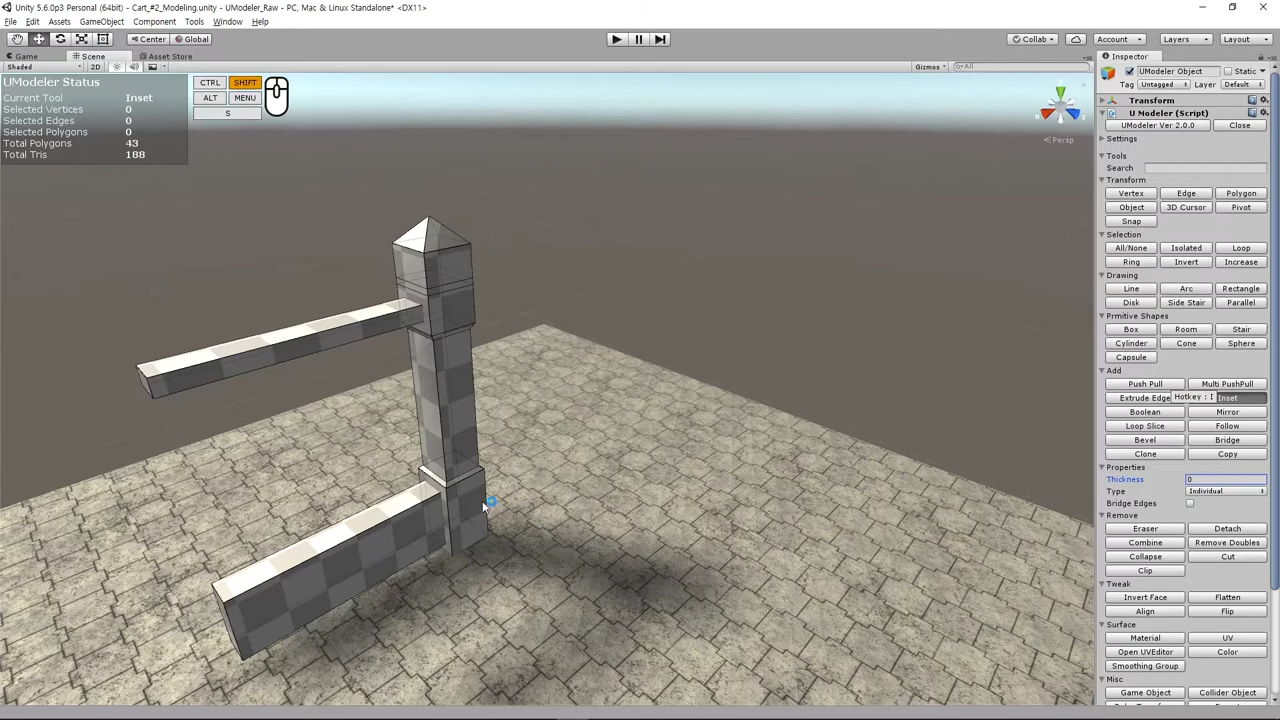 Unity 5.6.0p3 Personal (64bit) - Cart_#2_Modeling.unity - UModeler_Raw - PC, Mac & Linux Standalone* <DX11>
File Edit Assets GameObject Component Tools Window Help
Center Global Collab Account Layers Layout
Game Scene Asset Store Inspector
Shaded 2D Gizmos All
UModeler Object Static
Tag Untagged Layer Default
UModeler Status
Current Tool Inset
Selected Vertices 0
Selected Edges 0
Selected Polygons 0
Total Polygons 43
Total Tris 188
CTRL SHIFT
ALT MENU
S
Persp
Transform
U Modeler (Script)
UModeler Ver 2.0.0 Close
Settings
Tools
Search
Transform
Vertex Edge Polygon
Object 3D Cursor Pivot
Snap
Selection
All/None Isolated Loop
Ring Invert Increase
Drawing
Line Arc Rectangle
Disk Side Stair Parallel
Prmitive Shapes
Box Room Stair
Cylinder Cone Sphere
Capsule
Add
Push Pull Multi PushPull
Extrude Edge Hotkey : I Inset
Boolean Mirror
Loop Slice Follow
Bevel Bridge
Clone Copy
Properties
Thickness 0
Type Individual
Bridge Edges
Remove
Eraser Detach
Combine Remove Doubles
Collapse Cut
Clip
Tweak
Invert Face Flatten
Align Flip
Surface
Material UV
Open UVEditor Color
Smoothing Group
Misc
Game Object Collider Object